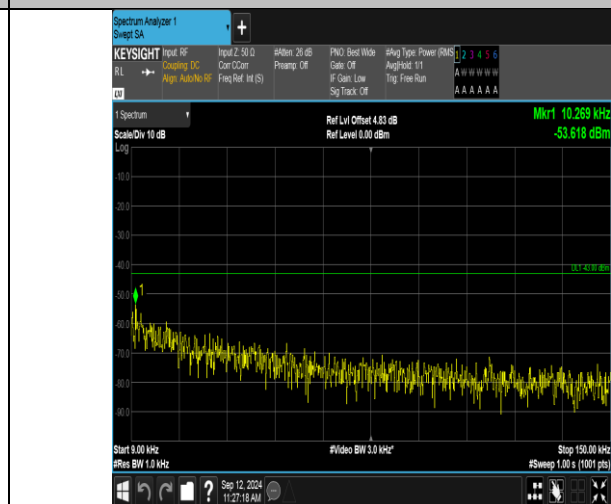 Spectrum Analyzer 1
Swept SA
+
KEYSIGHT Input: RF Input Z: 50 Ω #Atten: 26 dB PNO: Best Wide #Avg Type: Power (RMS 1 2 3 4 5 6
RL Coupling: DC Corr CCorr Preamp: Off Gate: Off Avg|Hold: 1/1 A W W W W W
Align: Auto/No RF Freq Ref: Int (S) IF Gain: Low Trig: Free Run A A A A A A
LXI Sig Track: Off
1 Spectrum Ref Lvl Offset 4.83 dB Mkr1 10.269 kHz
Scale/Div 10 dB Ref Level 0.00 dBm -53.618 dBm
Log
-10.0
-20.0
-30.0
-40.0
DL1 -43.00 dBm
-50.0 1
-60.0
-70.0
-80.0
-90.0
Start 9.00 kHz #Video BW 3.0 kHz* Stop 150.00 kHz
#Res BW 1.0 kHz #Sweep 1.00 s (1001 pts)
? Sep 12, 2024
11:27:18 AM